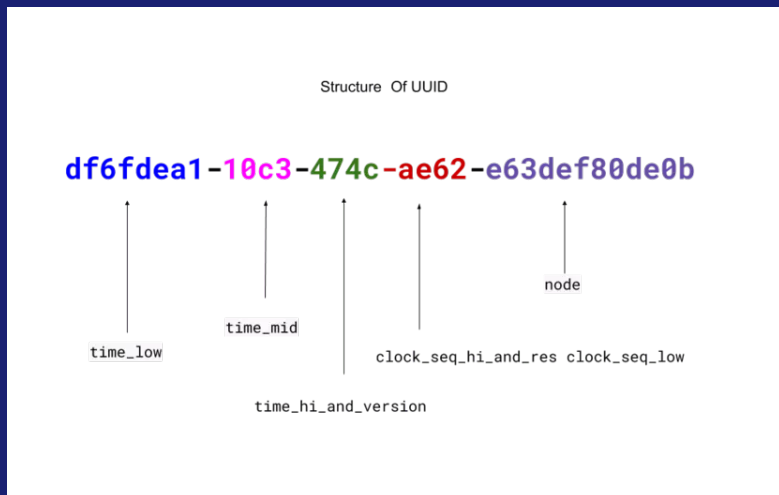 Structure Of UUID
df6fdea1-10c3-474c-ae62-e63def80de0b
node
time_mid
time_low
clock_seq_hi_and_res clock_seq_low
time_hi_and_version